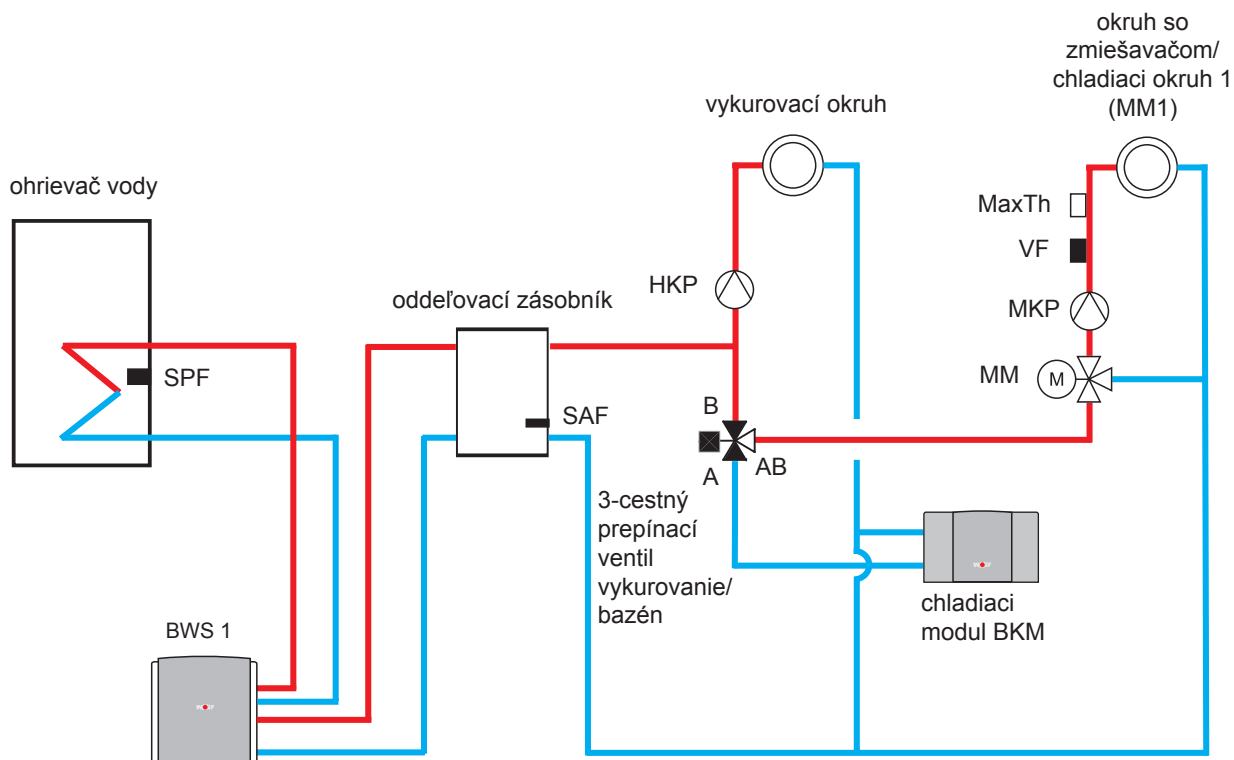 okruh so
zmiešavačom/
chladiaci okruh 1
(MM1)
vykurovací okruh
ohrievač vody
MaxTh
VF
HKP
oddeľovací zásobník
MKP
SPF
MM
M
SAF
B
A
AB
3-cestný
prepínací
ventil
vykurovanie/
bazén
chladiaci
modul BKM
BWS 1